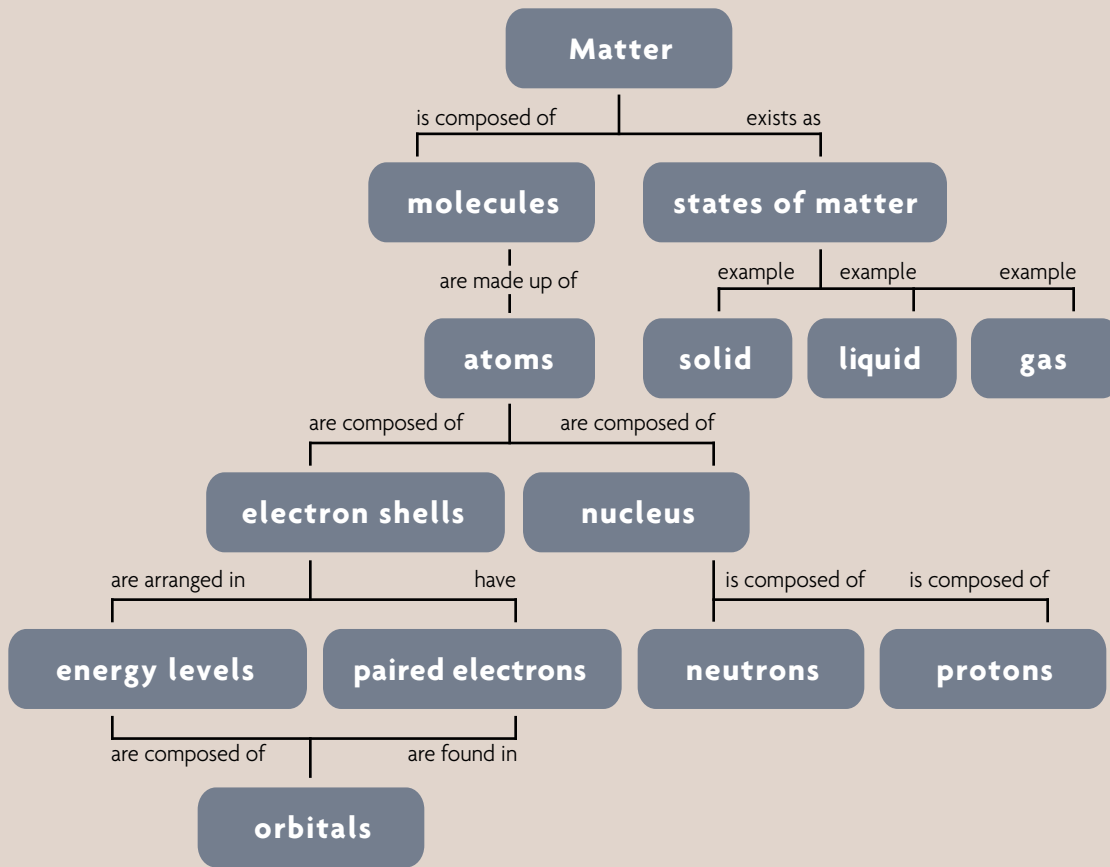 Matter
is composed of exists as
molecules states of matter
are made up of
example example example
atoms solid liquid gas
are composed of are composed of
electron shells nucleus
are arranged in have is composed of is composed of
energy levels paired electrons neutrons protons
are composed of are found in
orbitals